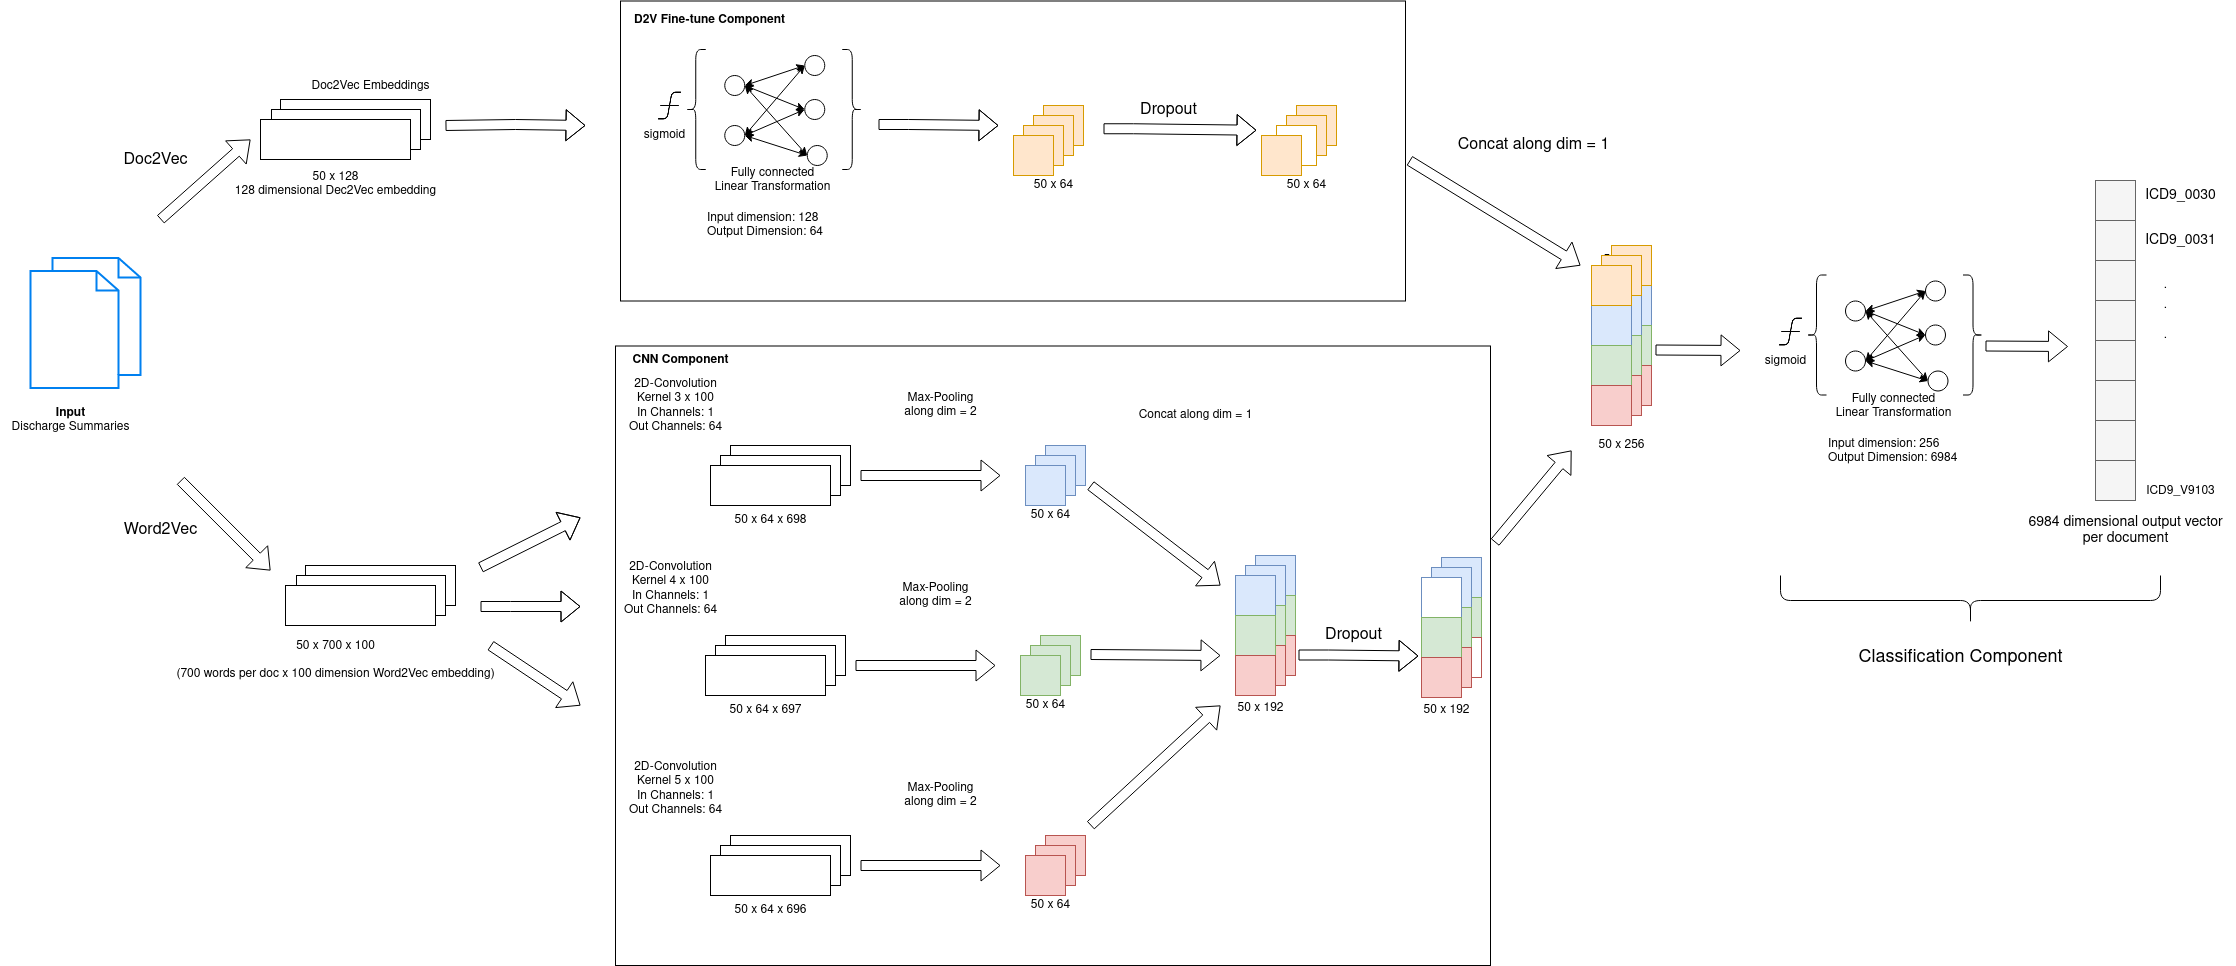 D2V Fine-tune Component
Doc2Vec Embeddings
Doc2Vec
50 x 128
128 dimensional Dec2Vec embedding
sigmoid
Fully connected
Linear Transformation
Input dimension: 128
Output Dimension: 64
50 x 64
Dropout
50 x 64
Concat along dim = 1
Input
Discharge Summaries
Word2Vec
50 x 700 x 100
(700 words per doc x 100 dimension Word2Vec embedding)
CNN Component
2D-Convolution
Kernel 3 x 100
In Channels: 1
Out Channels: 64
50 x 64 x 698
Max-Pooling
along dim = 2
50 x 64
Concat along dim = 1
2D-Convolution
Kernel 4 x 100
In Channels: 1
Out Channels: 64
50 x 64 x 697
Max-Pooling
along dim = 2
50 x 64
2D-Convolution
Kernel 5 x 100
In Channels: 1
Out Channels: 64
50 x 64 x 696
Max-Pooling
along dim = 2
50 x 64
50 x 192
Dropout
50 x 192
50 x 256
sigmoid
Fully connected
Linear Transformation
Input dimension: 256
Output Dimension: 6984
ICD9_0030
ICD9_0031
.
.
.
ICD9_V9103
6984 dimensional output vector
per document
Classification Component